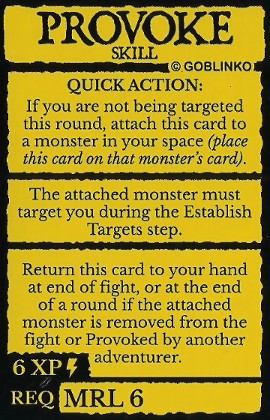 PROVOKE
SKILL
© GOBLINKO
QUICK ACTION:
If you are not being targeted
this round, attach this card to
a monster in your space (place
this card on that monster's card).
The attached monster must
target you during the Establish
Targets step.
Return this card to your hand
at end of fight, or at the end
of a round if the attached
monster is removed from the
fight or Provoked by another
adventurer.
6 XP
REQ MRL 6